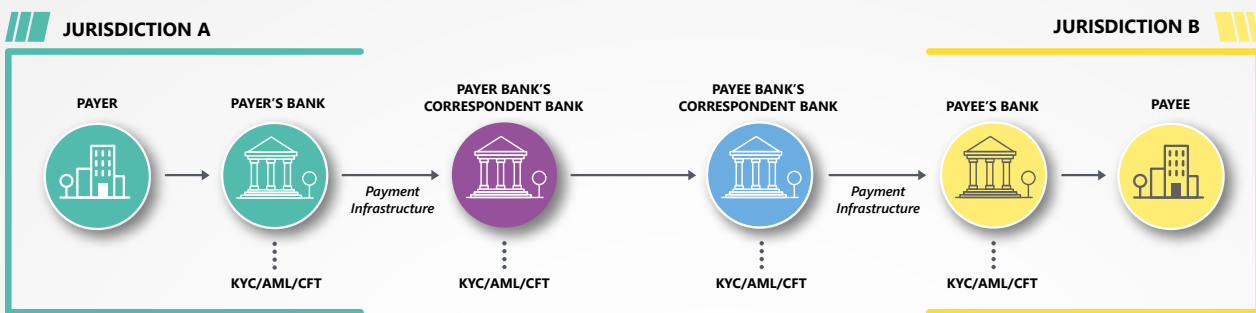 JURISDICTION A
JURISDICTION B
PAYER
PAYER'S BANK
PAYER BANK'S
CORRESPONDENT BANK
PAYEE BANK'S
CORRESPONDENT BANK
PAYEE'S BANK
PAYEE
Payment
Infrastructure
Payment
Infrastructure
KYC/AML/CFT
KYC/AML/CFT
KYC/AML/CFT
KYC/AML/CFT